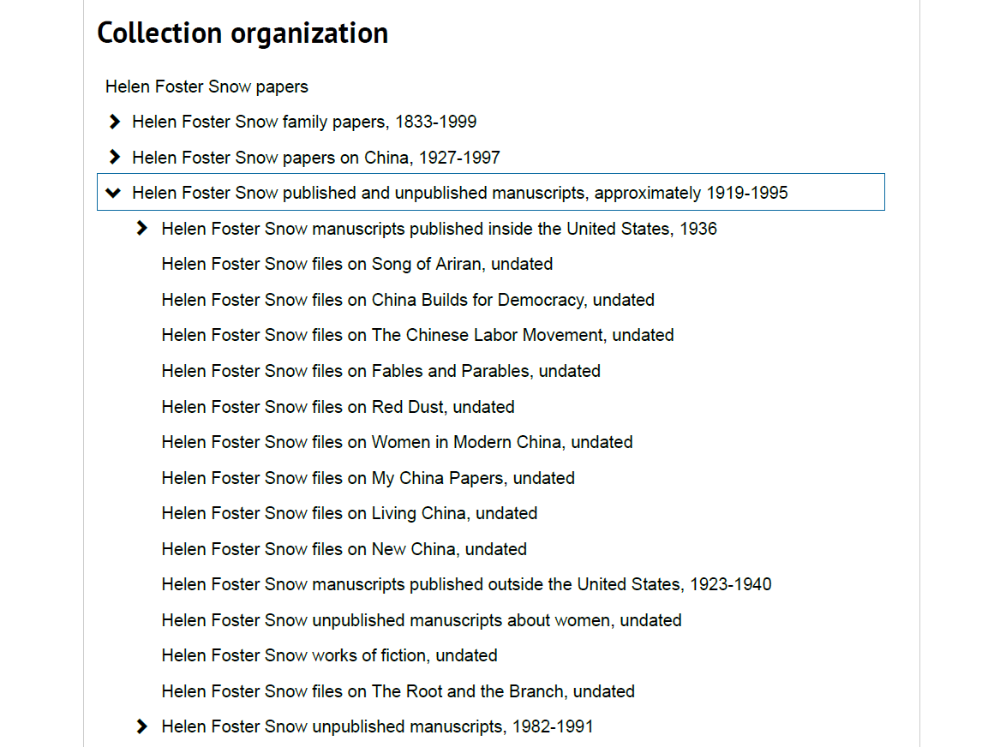 Collection organization
Helen Foster Snow papers
Helen Foster Snow family papers, 1833-1999
Helen Foster Snow papers on China, 1927-1997
Helen Foster Snow published and unpublished manuscripts, approximately 1919-1995
Helen Foster Snow manuscripts published inside the United States, 1936
Helen Foster Snow files on Song of Ariran, undated
Helen Foster Snow files on China Builds for Democracy, undated
Helen Foster Snow files on The Chinese Labor Movement, undated
Helen Foster Snow files on Fables and Parables, undated
Helen Foster Snow files on Red Dust, undated
Helen Foster Snow files on Women in Modern China, undated
Helen Foster Snow files on My China Papers, undated
Helen Foster Snow files on Living China, undated
Helen Foster Snow files on New China, undated
Helen Foster Snow manuscripts published outside the United States, 1923-1940
Helen Foster Snow unpublished manuscripts about women, undated
Helen Foster Snow works of fiction, undated
Helen Foster Snow files on The Root and the Branch, undated
Helen Foster Snow unpublished manuscripts, 1982-1991